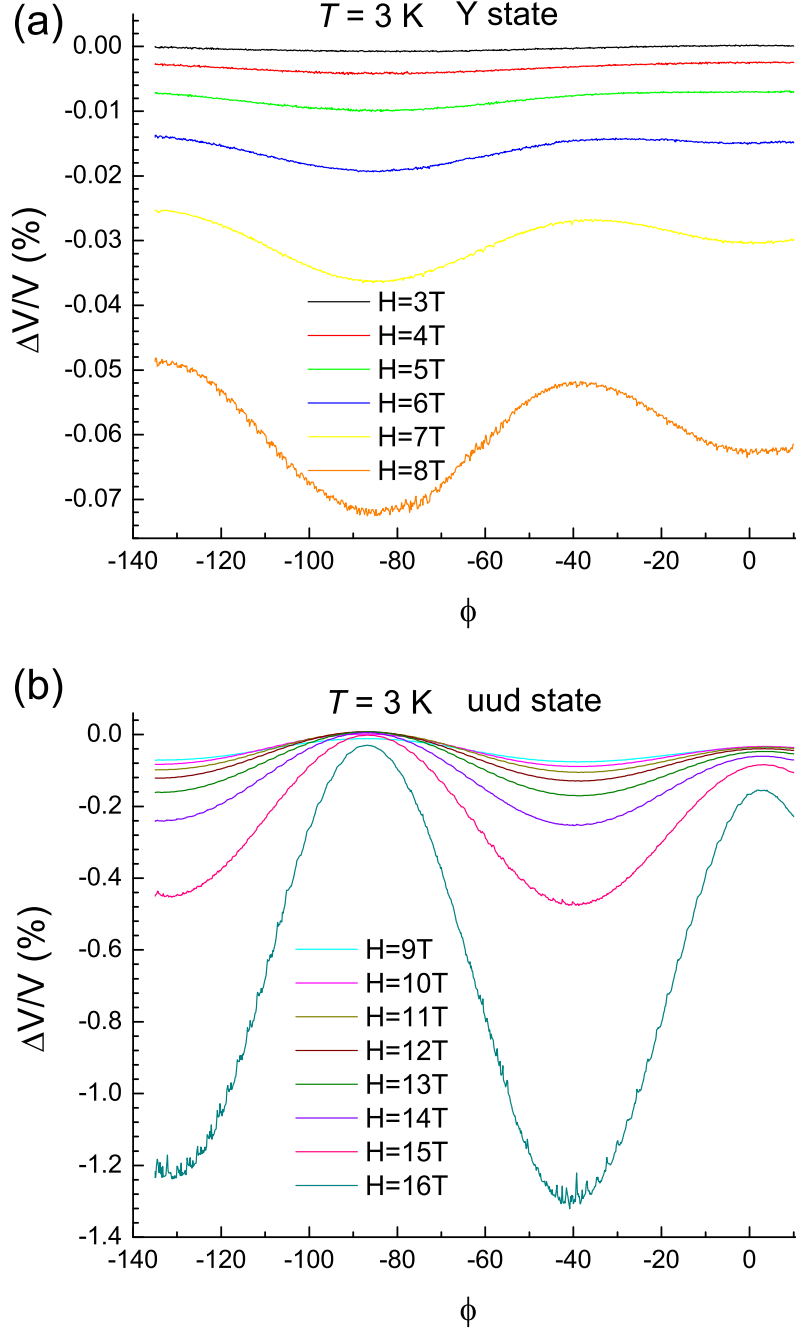 (a)
T = 3 K Y state
0.00
-0.01
-0.02
-0.03
-0.04
-0.05
-0.06
-0.07
ΔV/V (%)
H=3T
H=4T
H=5T
H=6T
H=7T
H=8T
-140 -120 -100 -80 -60 -40 -20 0
ϕ
(b)
T = 3 K uud state
0.0
-0.2
-0.4
-0.6
-0.8
-1.0
-1.2
-1.4
ΔV/V (%)
H=9T
H=10T
H=11T
H=12T
H=13T
H=14T
H=15T
H=16T
-140 -120 -100 -80 -60 -40 -20 0
ϕ